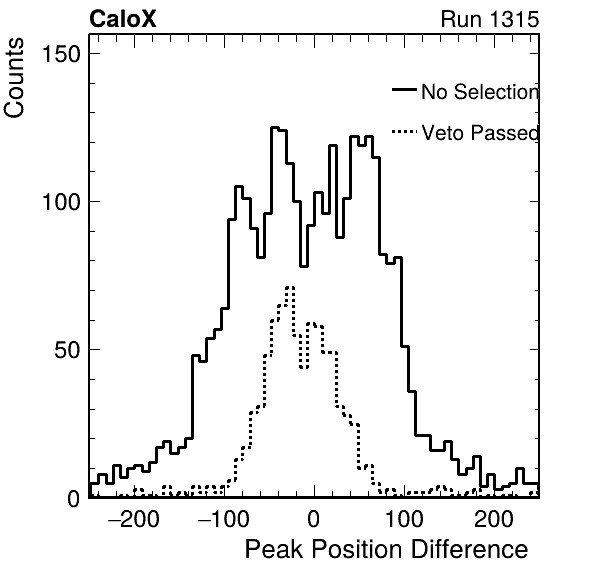 CaloX Run 1315
Counts
150
No Selection
Veto Passed
100
50
0
−200 −100 0 100 200
Peak Position Difference